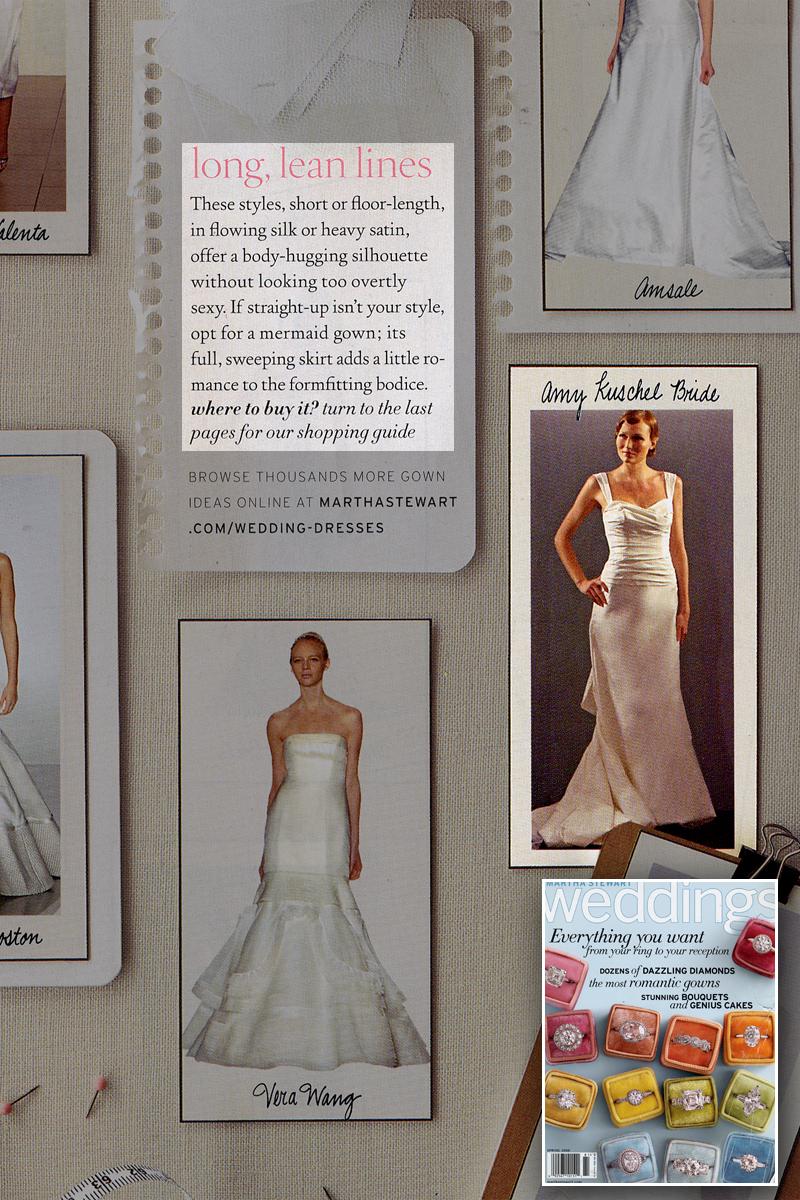 long, lean lines
These styles, short or floor-length,
in flowing silk or heavy satin,
offer a body-hugging silhouette
without looking too overtly
sexy. If straight-up isn't your style,
opt for a mermaid gown; its
full, sweeping skirt adds a little ro-
mance to the formfitting bodice.
where to buy it? turn to the last
pages for our shopping guide
BROWSE THOUSANDS MORE GOWN
IDEAS ONLINE AT MARTHASTEWART
.COM/WEDDING-DRESSES
Amsale
Amy Kuschel Bride
Vera Wang
MARTHA STEWART
weddings
Everything you want
from your ring to your reception
DOZENS of DAZZLING DIAMONDS
the most romantic gowns
STUNNING BOUQUETS
and GENIUS CAKES